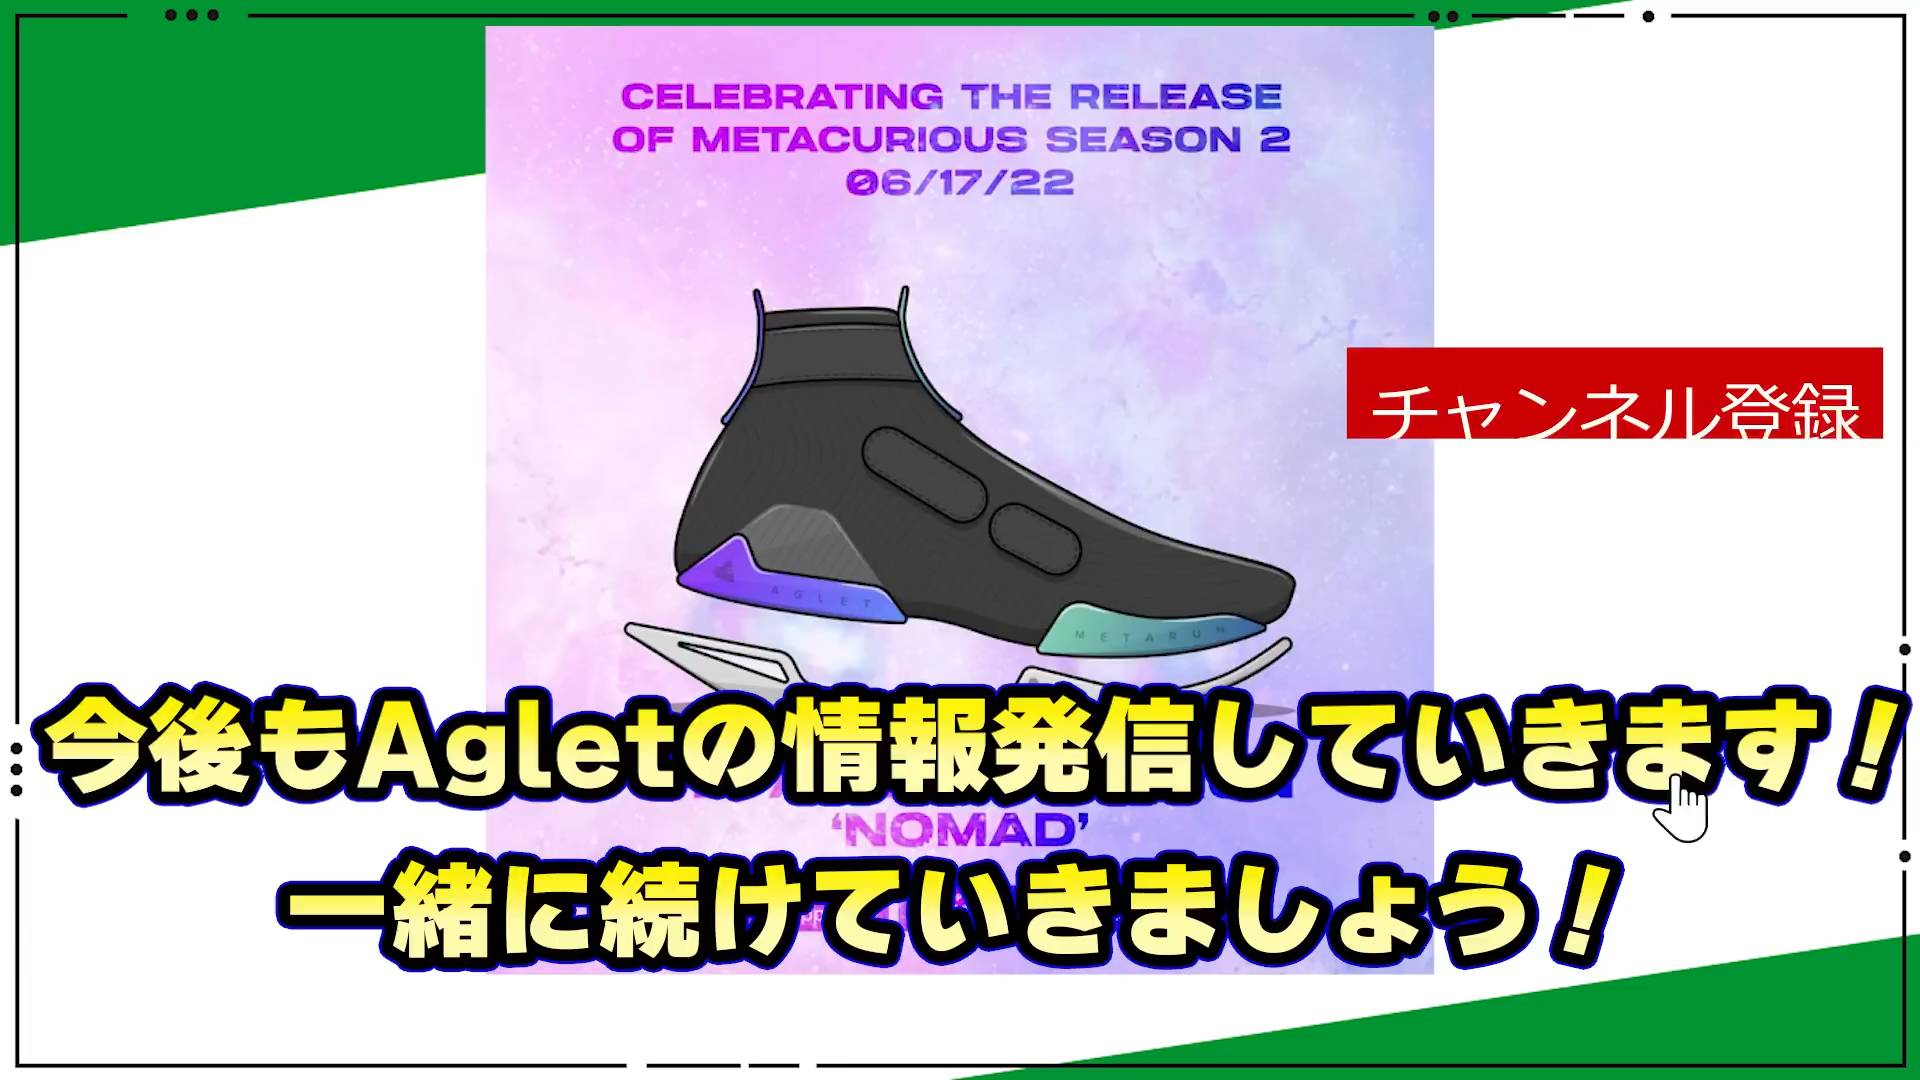 CELEBRATING THE RELEASE
OF METACURIOUS SEASON 2
06/17/22
チャンネル登録
AGLET
METARUN
今後もAgletの情報発信していきます！
‘NOMAD’
一緒に続けていきましょう！